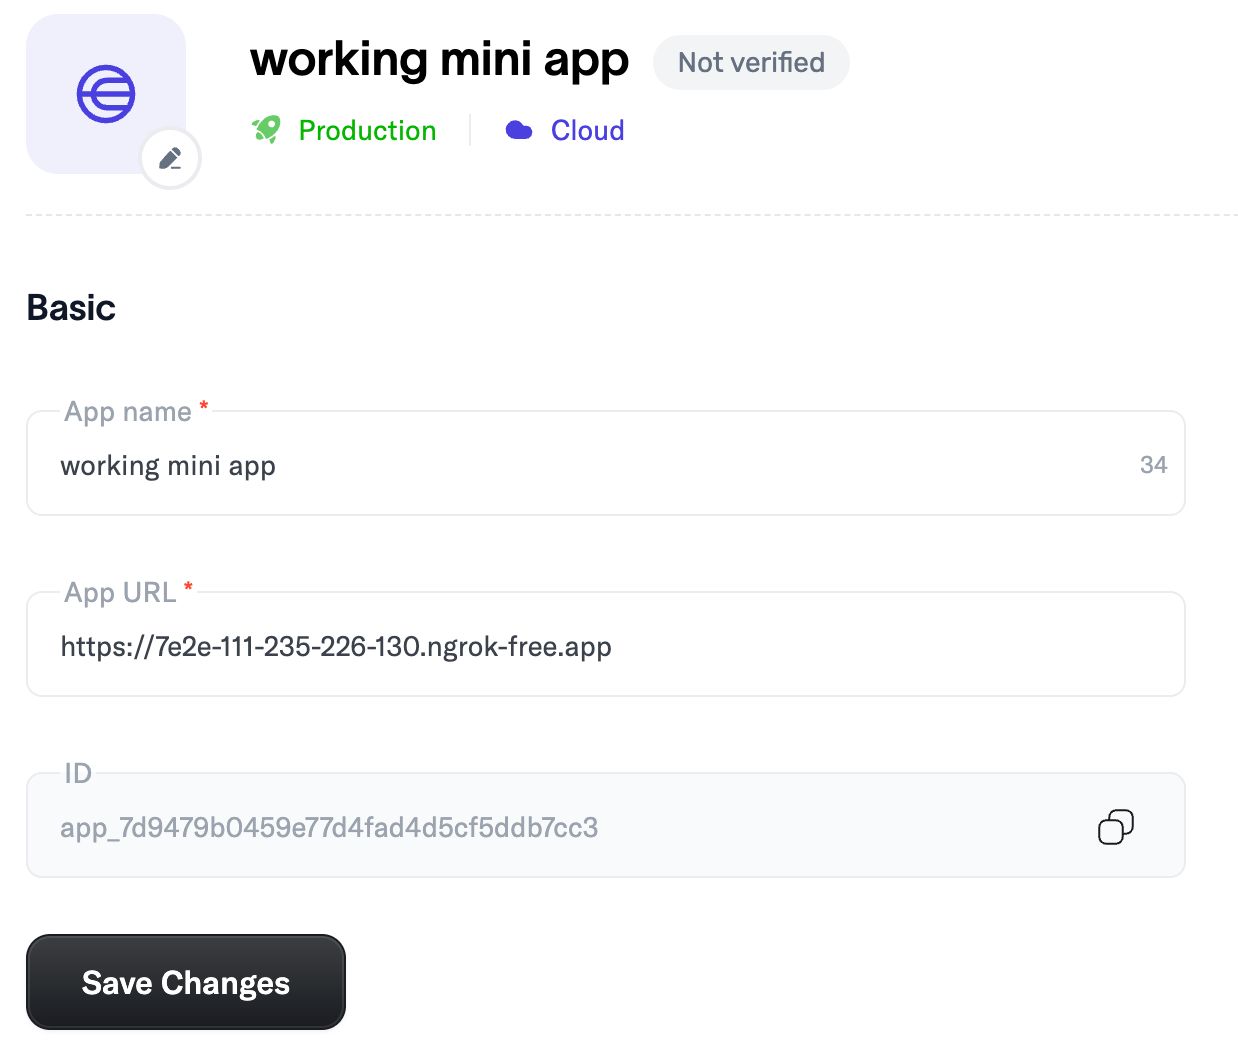 working mini app
Not verified
Production
Cloud
Basic
App name *
working mini app
34
App URL *
https://7e2e-111-235-226-130.ngrok-free.app
ID
app_7d9479b0459e77d4fad4d5cf5ddb7cc3
Save Changes